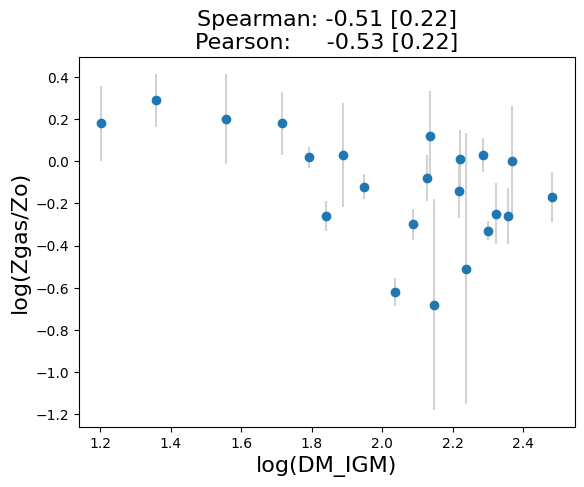 Spearman: -0.51 [0.22]
Pearson: -0.53 [0.22]
0.4
0.2
0.0
−0.2
−0.4
−0.6
−0.8
−1.0
−1.2
log(Zgas/Zo)
1.2 1.4 1.6 1.8 2.0 2.2 2.4
log(DM_IGM)